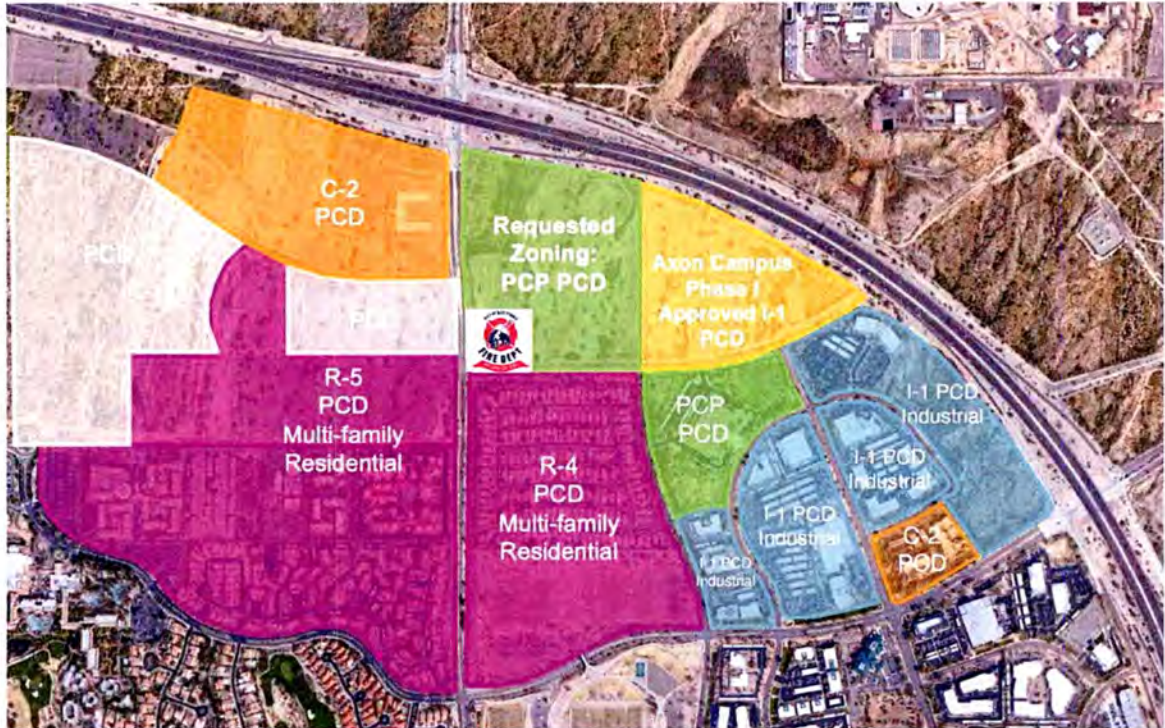 C-2
PCD
Requested
Zoning:
PCP PCD
Axon Campus
Phase I
Approved I-1
PCD
PCD
PCD
FIRE DEPT
R-5
PCD
Multi-family
Residential
R-4
PCD
Multi-family
Residential
PCP
PCD
I-1 PCD
Industrial
I-1 PCD
Industrial
I-1 PCD
Industrial
I-1 PCD
Industrial
C-2
PCD